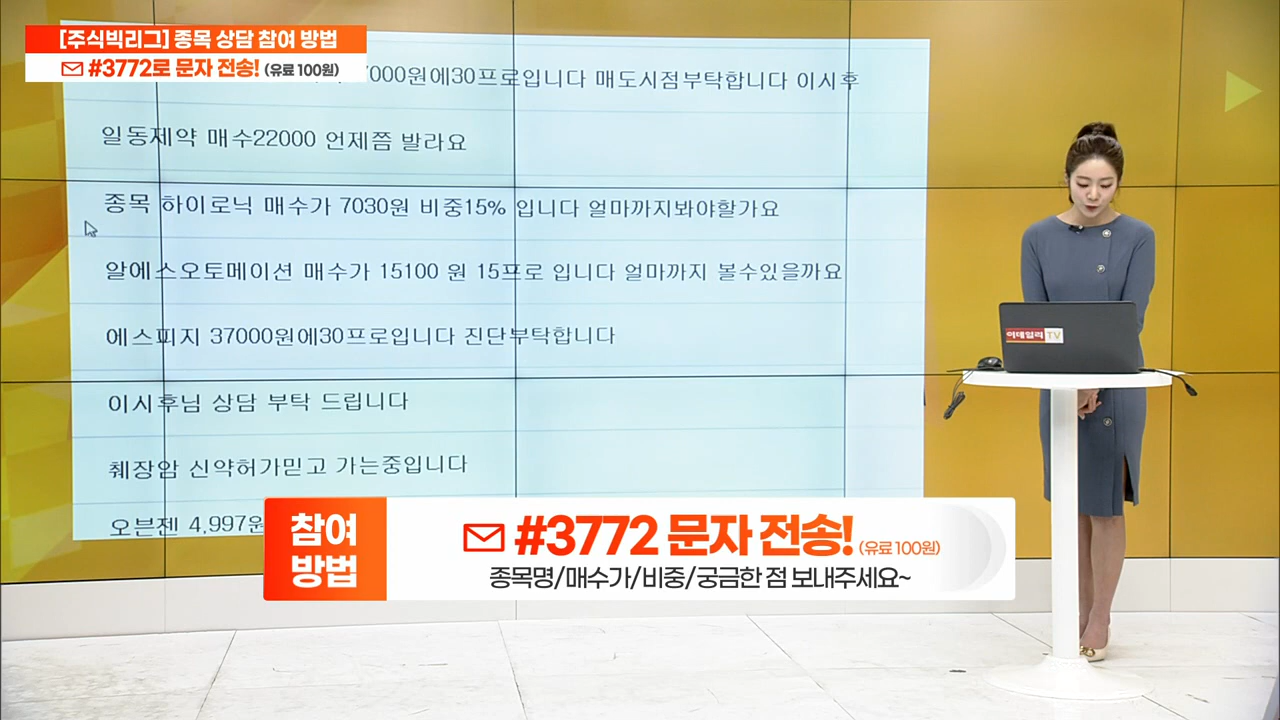 [주식빅리그] 종목 상담 참여 방법
#3772로 문자 전송! (유료 100원)
7000원에30프로입니다 매도시점부탁합니다 이시후
일동제약 매수22000 언제쯤 발라요
종목 하이로닉 매수가 7030원 비중15% 입니다 얼마까지봐야할가요
알에스오토메이션 매수가 15100 원 15프로 입니다 얼마까지 볼수있을까요
에스피지 37000원에30프로입니다 진단부탁합니다
이시후님 상담 부탁 드립니다
췌장암 신약허가믿고 가는중입니다
오븐젠 4,997원
이데일리 TV
참여
방법
#3772 문자 전송! (유료 100원)
종목명/매수가/비중/궁금한 점 보내주세요~